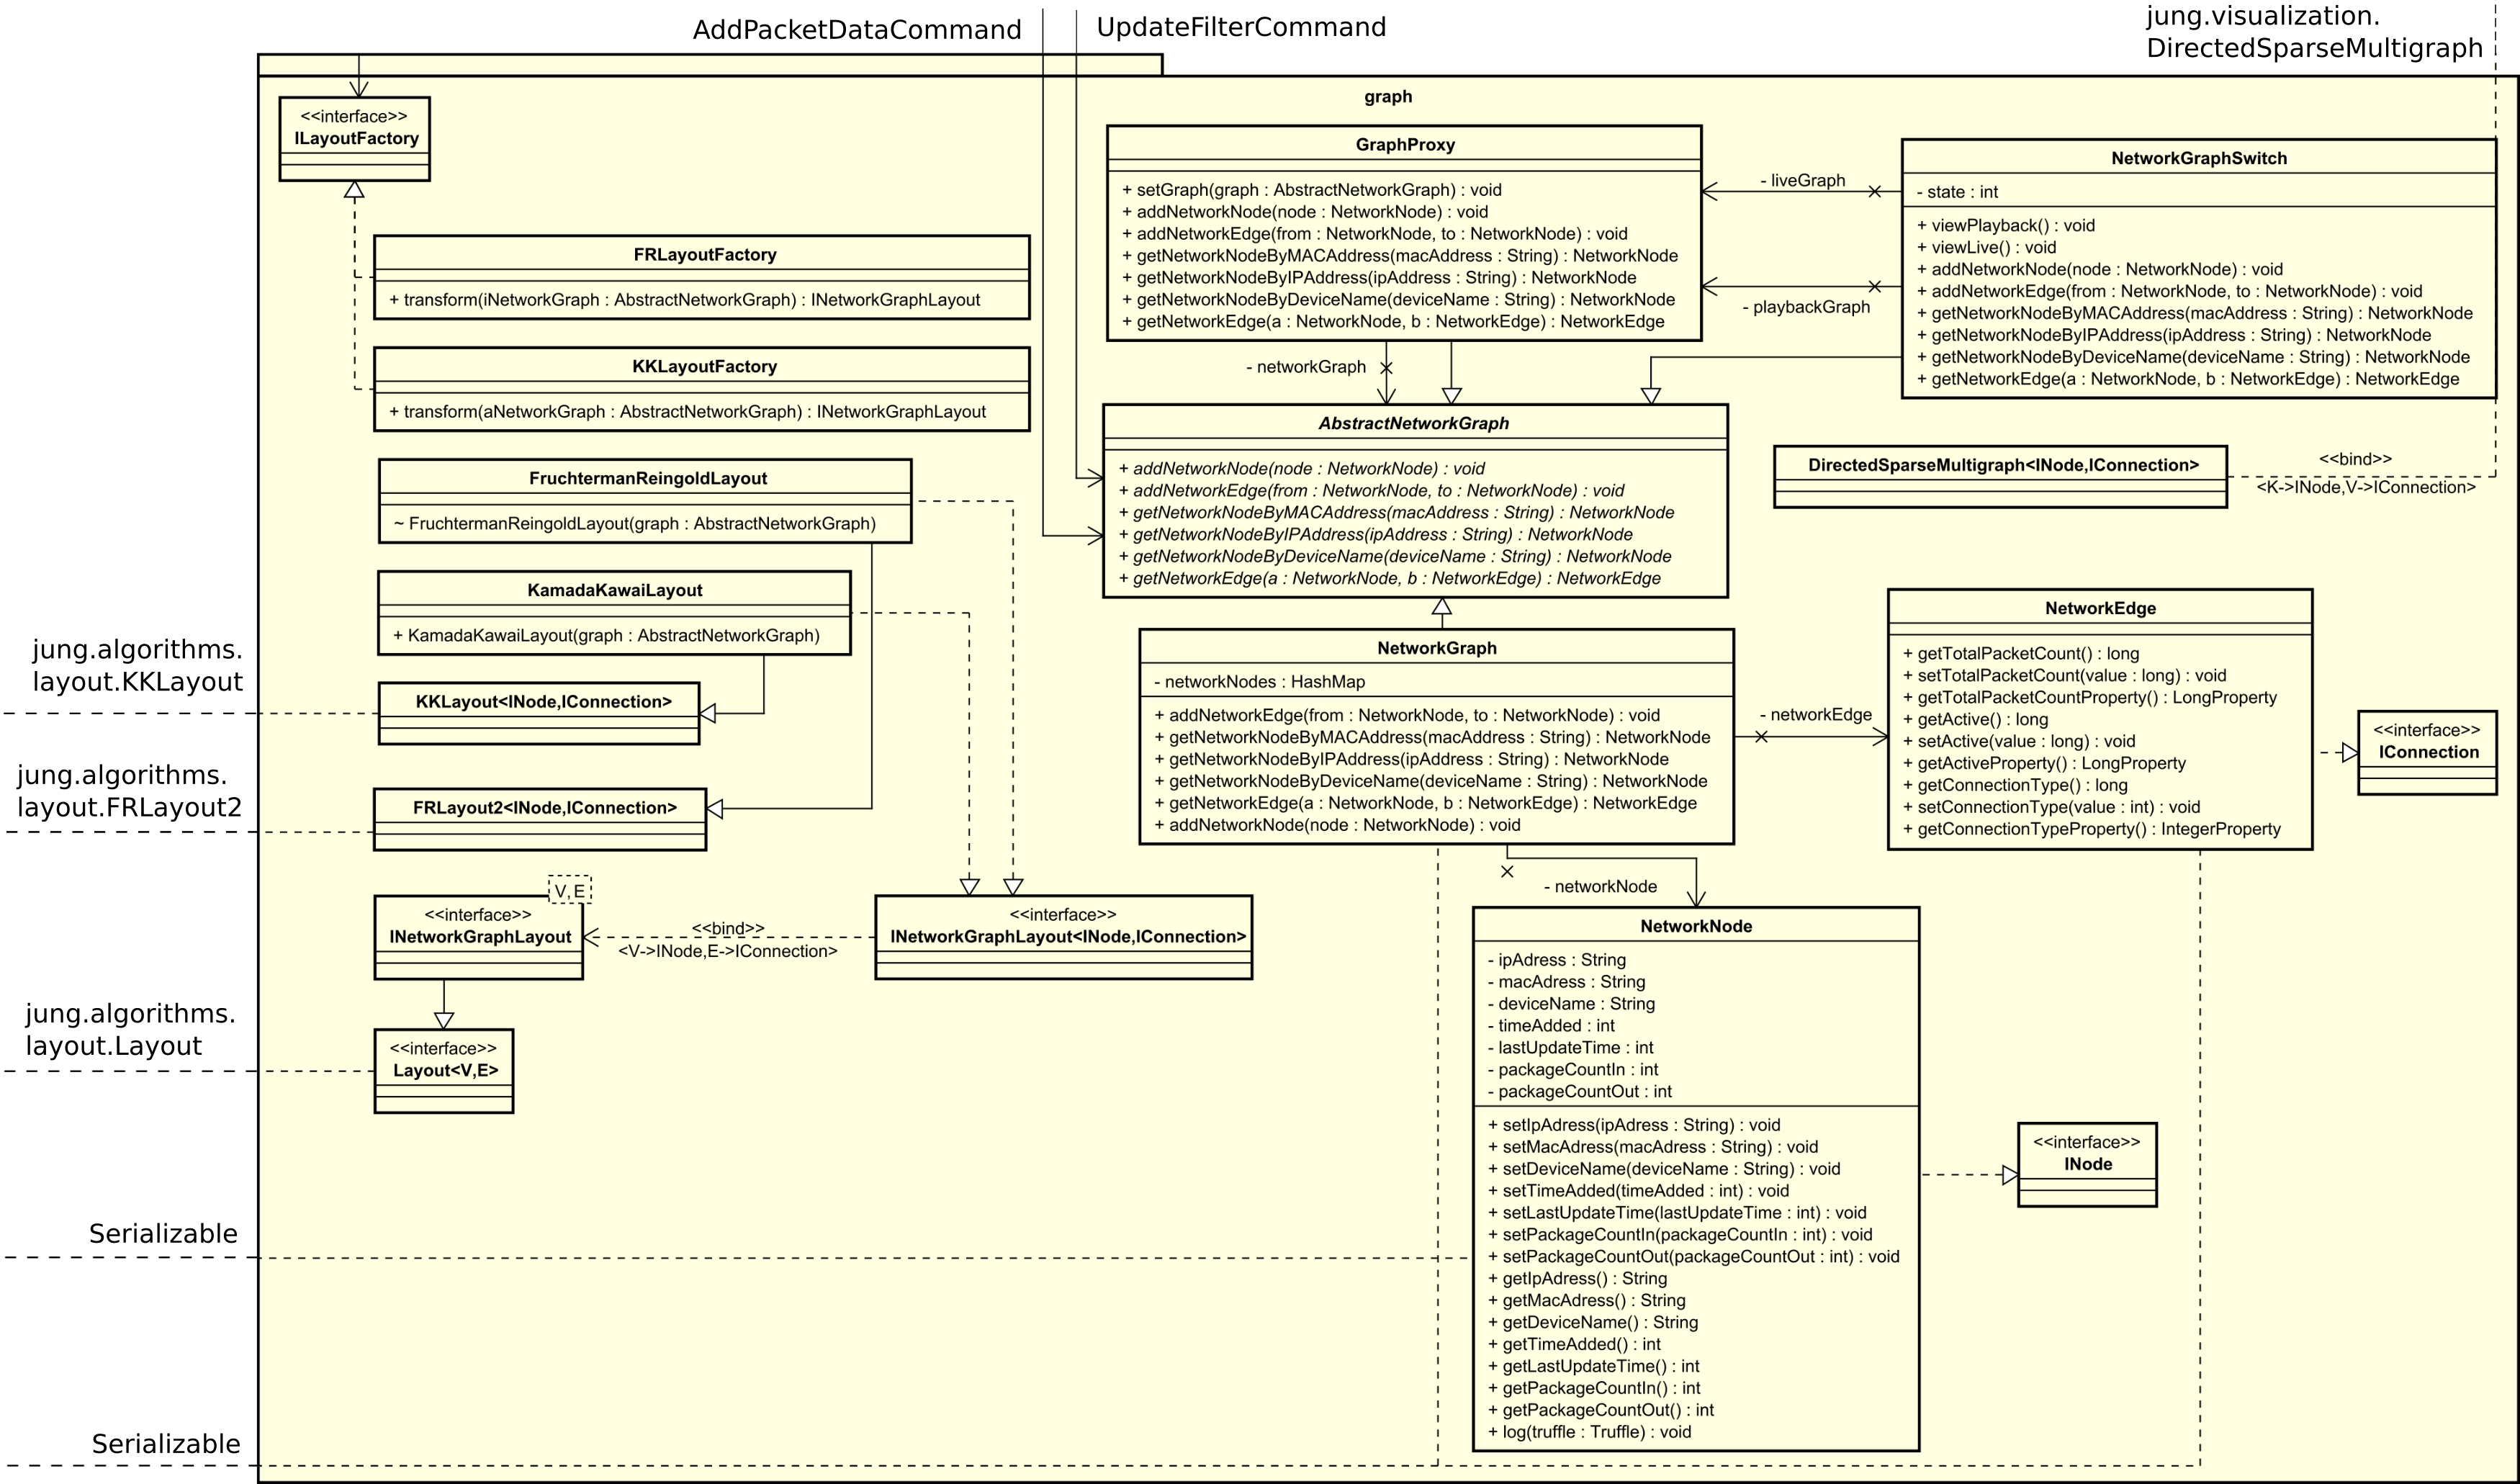 AddPacketDataCommand
UpdateFilterCommand
jung.visualization.
DirectedSparseMultigraph
graph
<<interface>>
ILayoutFactory
FRLayoutFactory
+ transform(iNetworkGraph : AbstractNetworkGraph) : INetworkGraphLayout
KKLayoutFactory
+ transform(aNetworkGraph : AbstractNetworkGraph) : INetworkGraphLayout
FruchtermanReingoldLayout
~ FruchtermanReingoldLayout(graph : AbstractNetworkGraph)
KamadaKawaiLayout
+ KamadaKawaiLayout(graph : AbstractNetworkGraph)
jung.algorithms.
layout.KKLayout
KKLayout<INode,IConnection>
jung.algorithms.
layout.FRLayout2
FRLayout2<INode,IConnection>
V,E
<<interface>>
INetworkGraphLayout
<<bind>>
<V->INode,E->IConnection>
<<interface>>
INetworkGraphLayout<INode,IConnection>
jung.algorithms.
layout.Layout
<<interface>>
Layout<V,E>
Serializable
Serializable
GraphProxy
+ setGraph(graph : AbstractNetworkGraph) : void
+ addNetworkNode(node : NetworkNode) : void
+ addNetworkEdge(from : NetworkNode, to : NetworkNode) : void
+ getNetworkNodeByMACAddress(macAddress : String) : NetworkNode
+ getNetworkNodeByIPAddress(ipAddress : String) : NetworkNode
+ getNetworkNodeByDeviceName(deviceName : String) : NetworkNode
+ getNetworkEdge(a : NetworkNode, b : NetworkEdge) : NetworkEdge
- liveGraph
- playbackGraph
NetworkGraphSwitch
- state : int
+ viewPlayback() : void
+ viewLive() : void
+ addNetworkNode(node : NetworkNode) : void
+ addNetworkEdge(from : NetworkNode, to : NetworkNode) : void
+ getNetworkNodeByMACAddress(macAddress : String) : NetworkNode
+ getNetworkNodeByIPAddress(ipAddress : String) : NetworkNode
+ getNetworkNodeByDeviceName(deviceName : String) : NetworkNode
+ getNetworkEdge(a : NetworkNode, b : NetworkEdge) : NetworkEdge
- networkGraph
AbstractNetworkGraph
+ addNetworkNode(node : NetworkNode) : void
+ addNetworkEdge(from : NetworkNode, to : NetworkNode) : void
+ getNetworkNodeByMACAddress(macAddress : String) : NetworkNode
+ getNetworkNodeByIPAddress(ipAddress : String) : NetworkNode
+ getNetworkNodeByDeviceName(deviceName : String) : NetworkNode
+ getNetworkEdge(a : NetworkNode, b : NetworkEdge) : NetworkEdge
DirectedSparseMultigraph<INode,IConnection>
<<bind>>
<K->INode,V->IConnection>
NetworkGraph
- networkNodes : HashMap
+ addNetworkEdge(from : NetworkNode, to : NetworkNode) : void
+ getNetworkNodeByMACAddress(macAddress : String) : NetworkNode
+ getNetworkNodeByIPAddress(ipAddress : String) : NetworkNode
+ getNetworkNodeByDeviceName(deviceName : String) : NetworkNode
+ getNetworkEdge(a : NetworkNode, b : NetworkEdge) : NetworkEdge
+ addNetworkNode(node : NetworkNode) : void
- networkEdge
NetworkEdge
+ getTotalPacketCount() : long
+ setTotalPacketCount(value : long) : void
+ getTotalPacketCountProperty() : LongProperty
+ getActive() : long
+ setActive(value : long) : void
+ getActiveProperty() : LongProperty
+ getConnectionType() : long
+ setConnectionType(value : int) : void
+ getConnectionTypeProperty() : IntegerProperty
<<interface>>
IConnection
- networkNode
NetworkNode
- ipAdress : String
- macAdress : String
- deviceName : String
- timeAdded : int
- lastUpdateTime : int
- packageCountIn : int
- packageCountOut : int
+ setIpAdress(ipAdress : String) : void
+ setMacAdress(macAdress : String) : void
+ setDeviceName(deviceName : String) : void
+ setTimeAdded(timeAdded : int) : void
+ setLastUpdateTime(lastUpdateTime : int) : void
+ setPackageCountIn(packageCountIn : int) : void
+ setPackageCountOut(packageCountOut : int) : void
+ getIpAdress() : String
+ getMacAdress() : String
+ getDeviceName() : String
+ getTimeAdded() : int
+ getLastUpdateTime() : int
+ getPackageCountIn() : int
+ getPackageCountOut() : int
+ log(truffle : Truffle) : void
<<interface>>
INode